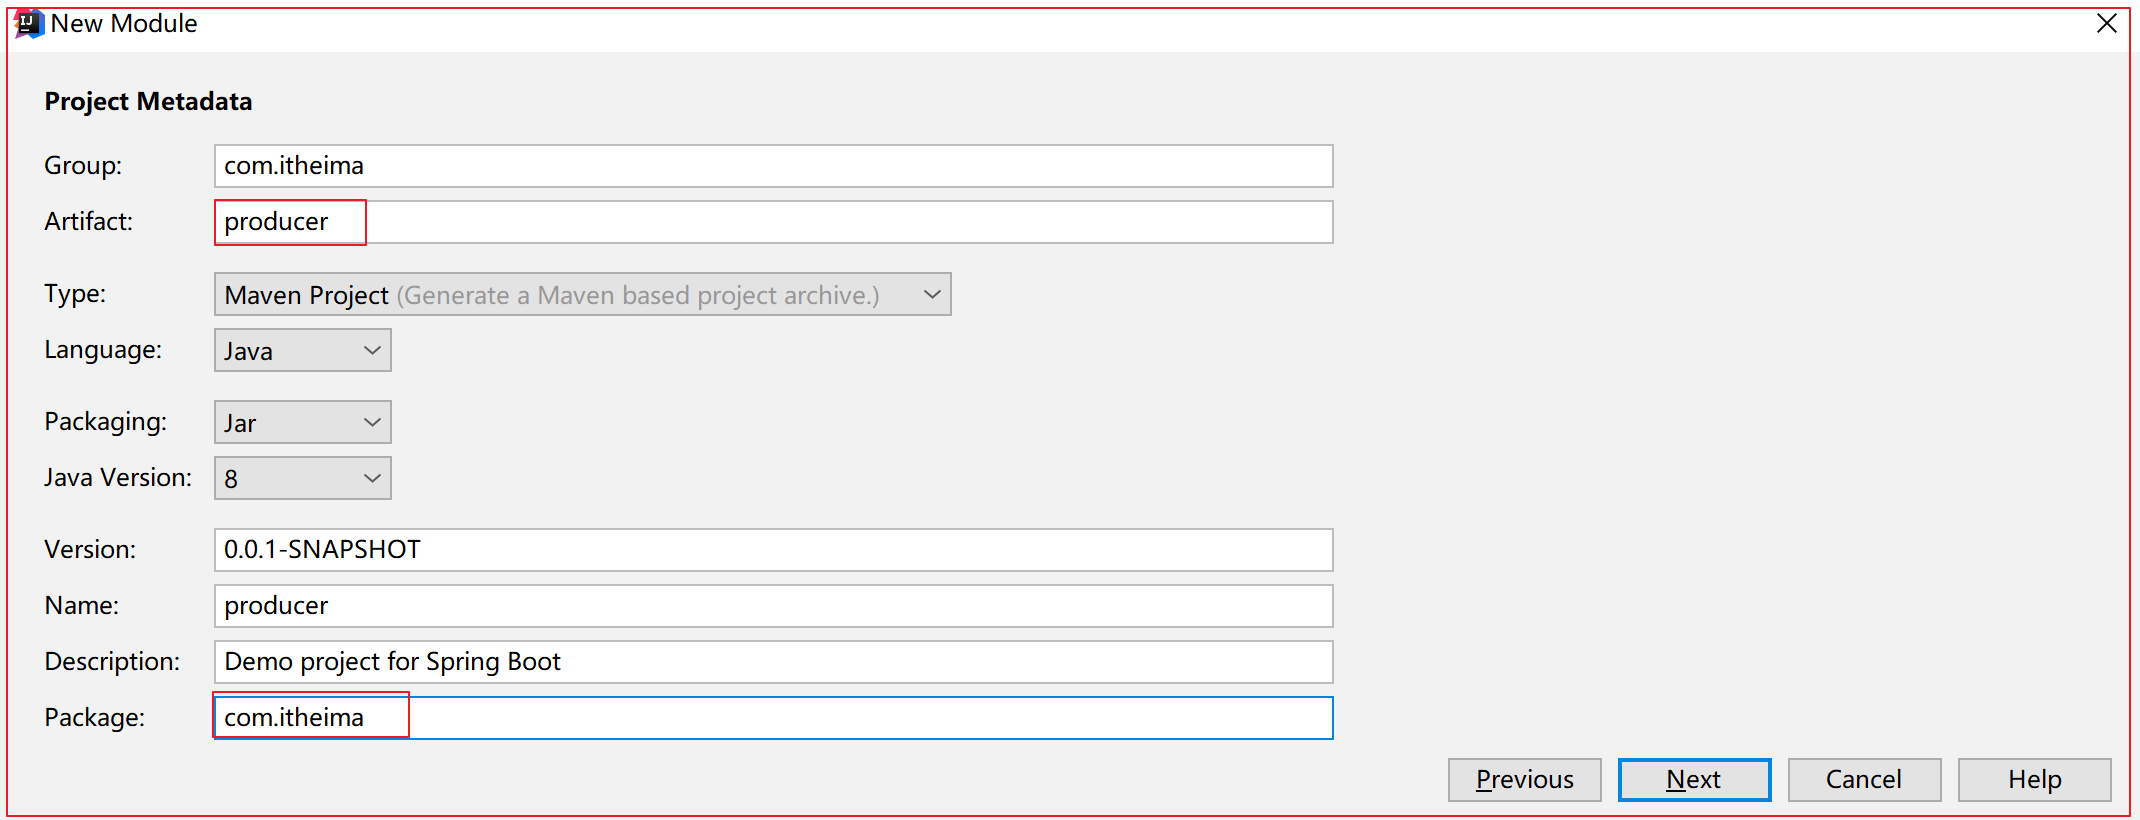 IJ New Module
Project Metadata
Group: com.itheima
Artifact: producer
Type: Maven Project (Generate a Maven based project archive.)
Language: Java
Packaging: Jar
Java Version: 8
Version: 0.0.1-SNAPSHOT
Name: producer
Description: Demo project for Spring Boot
Package: com.itheima
Previous Next Cancel Help